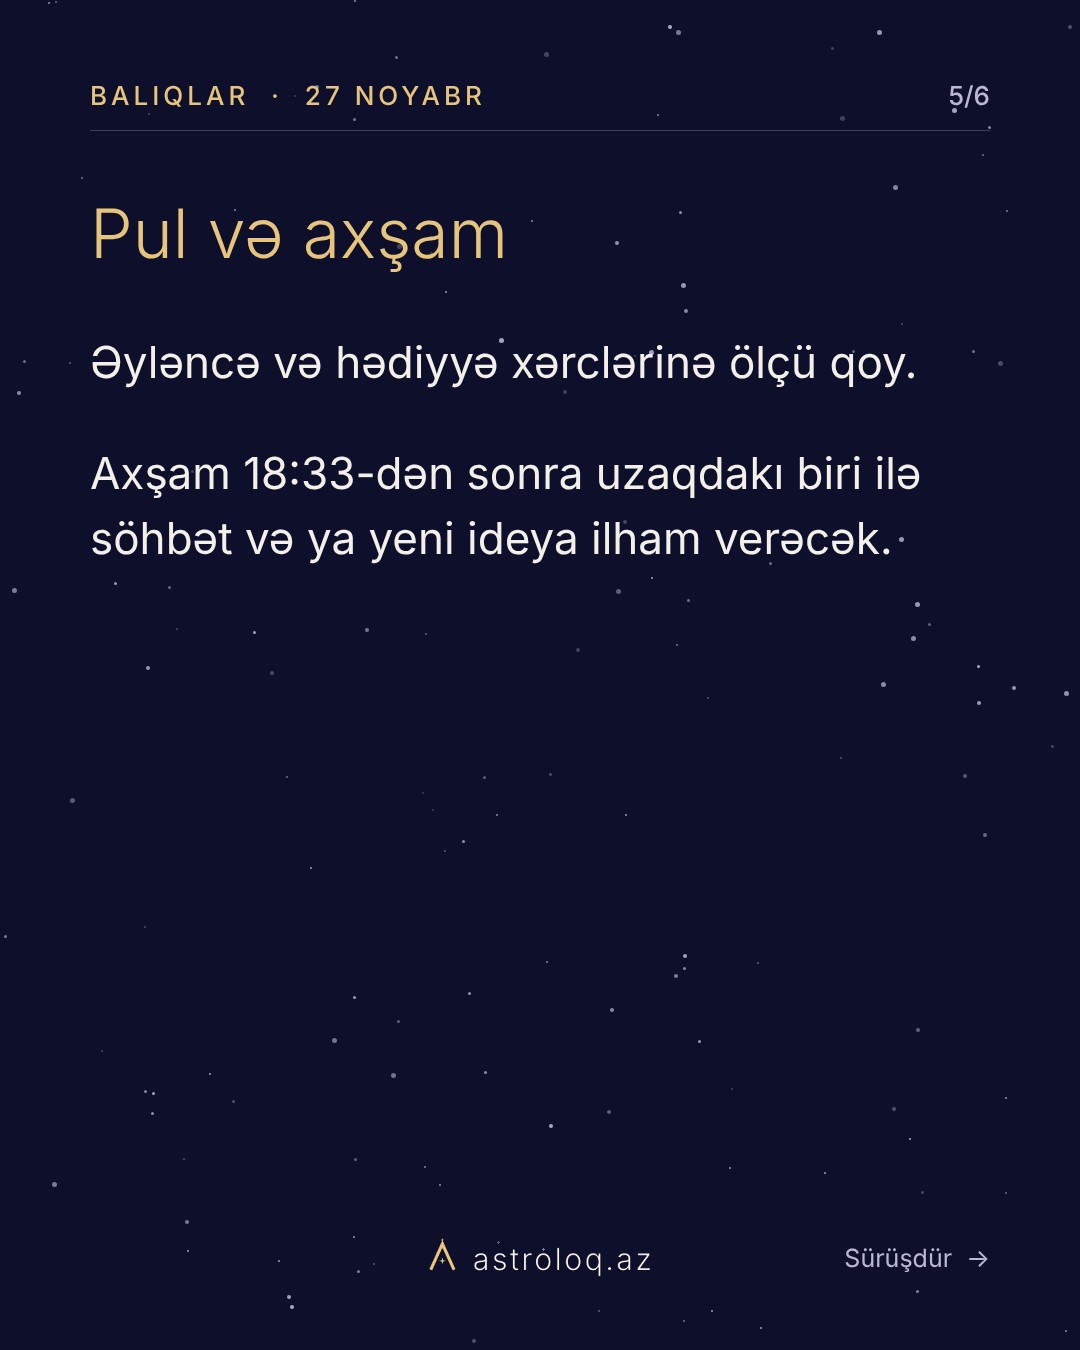 BALIQLAR · 27 NOYABR
5/6
Pul və axşam
Əyləncə və hədiyyə xərclərinə ölçü qoy.
Axşam 18:33-dən sonra uzaqdakı biri ilə
söhbət və ya yeni ideya ilham verəcək.
astroloq.az
Sürüşdür →